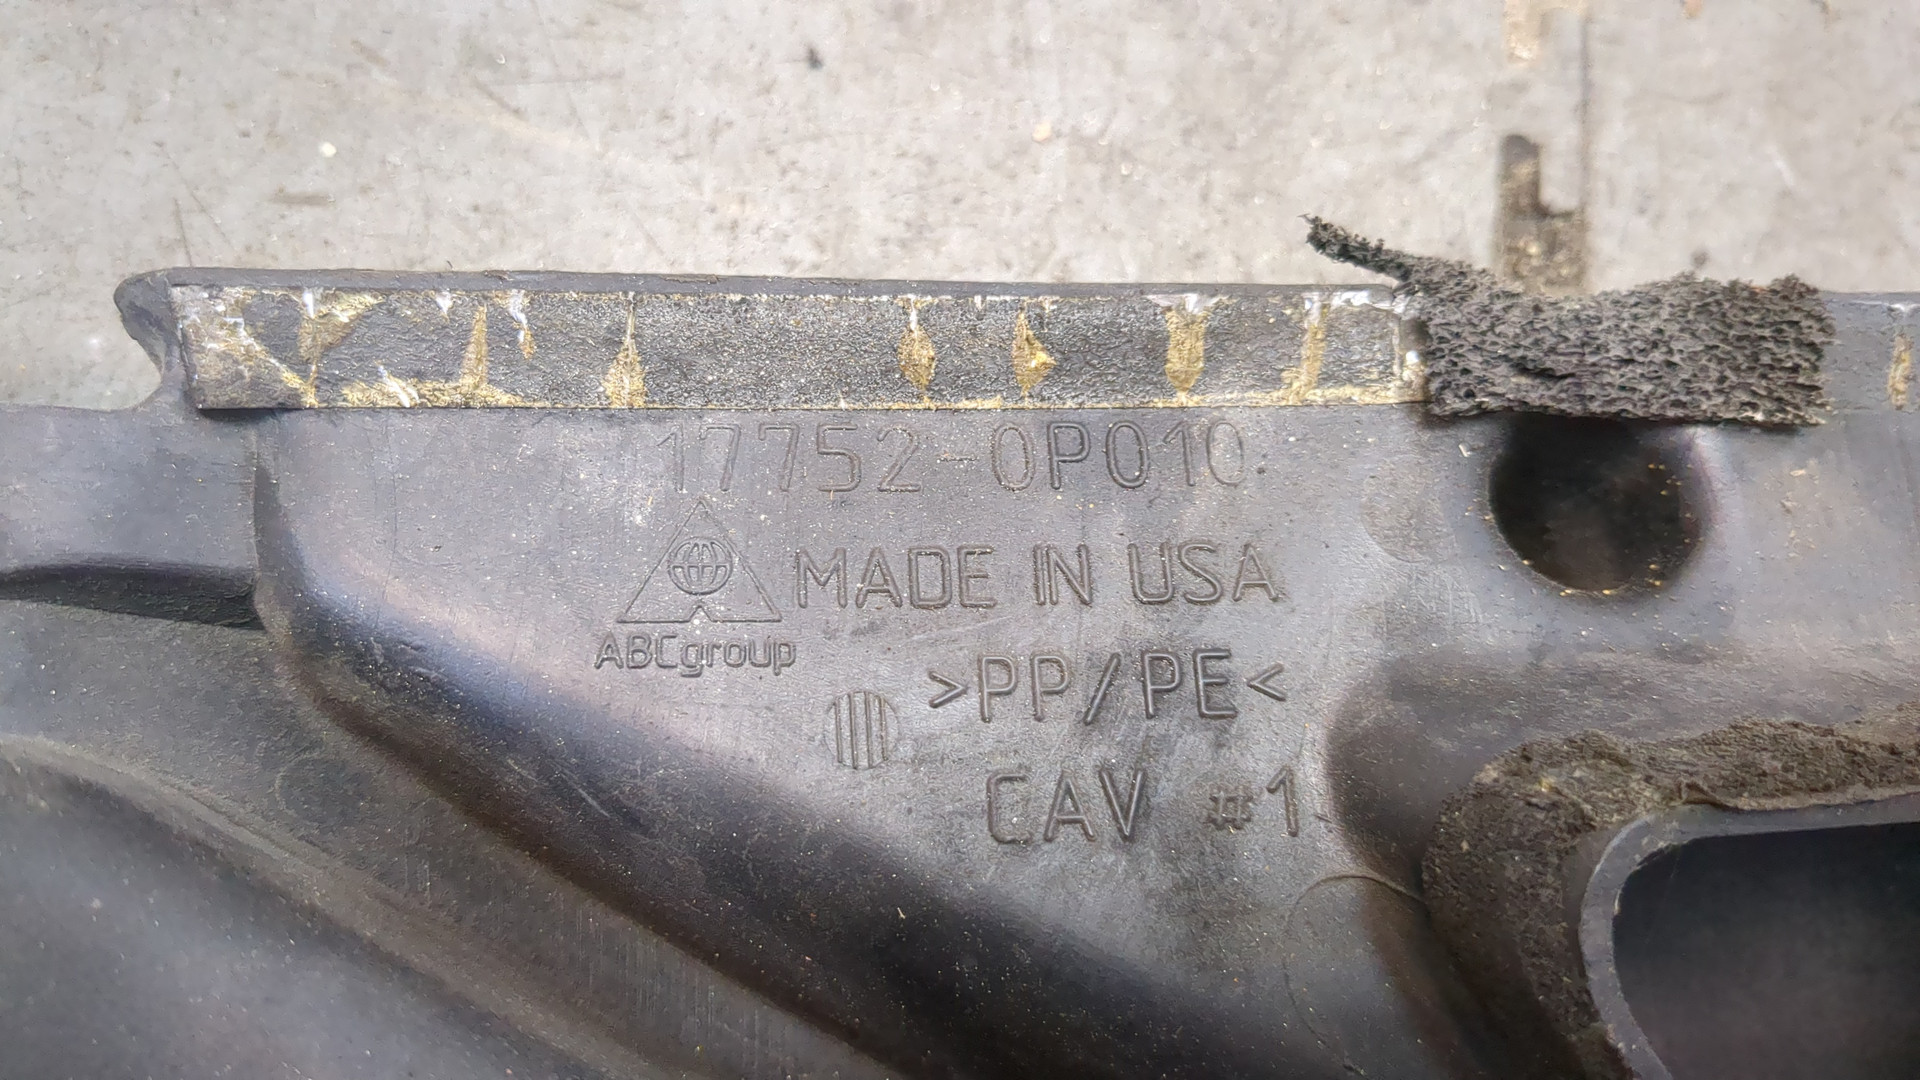 17752-0P010
MADE IN USA
ABCgroup
>PP/PE<
CAV #1